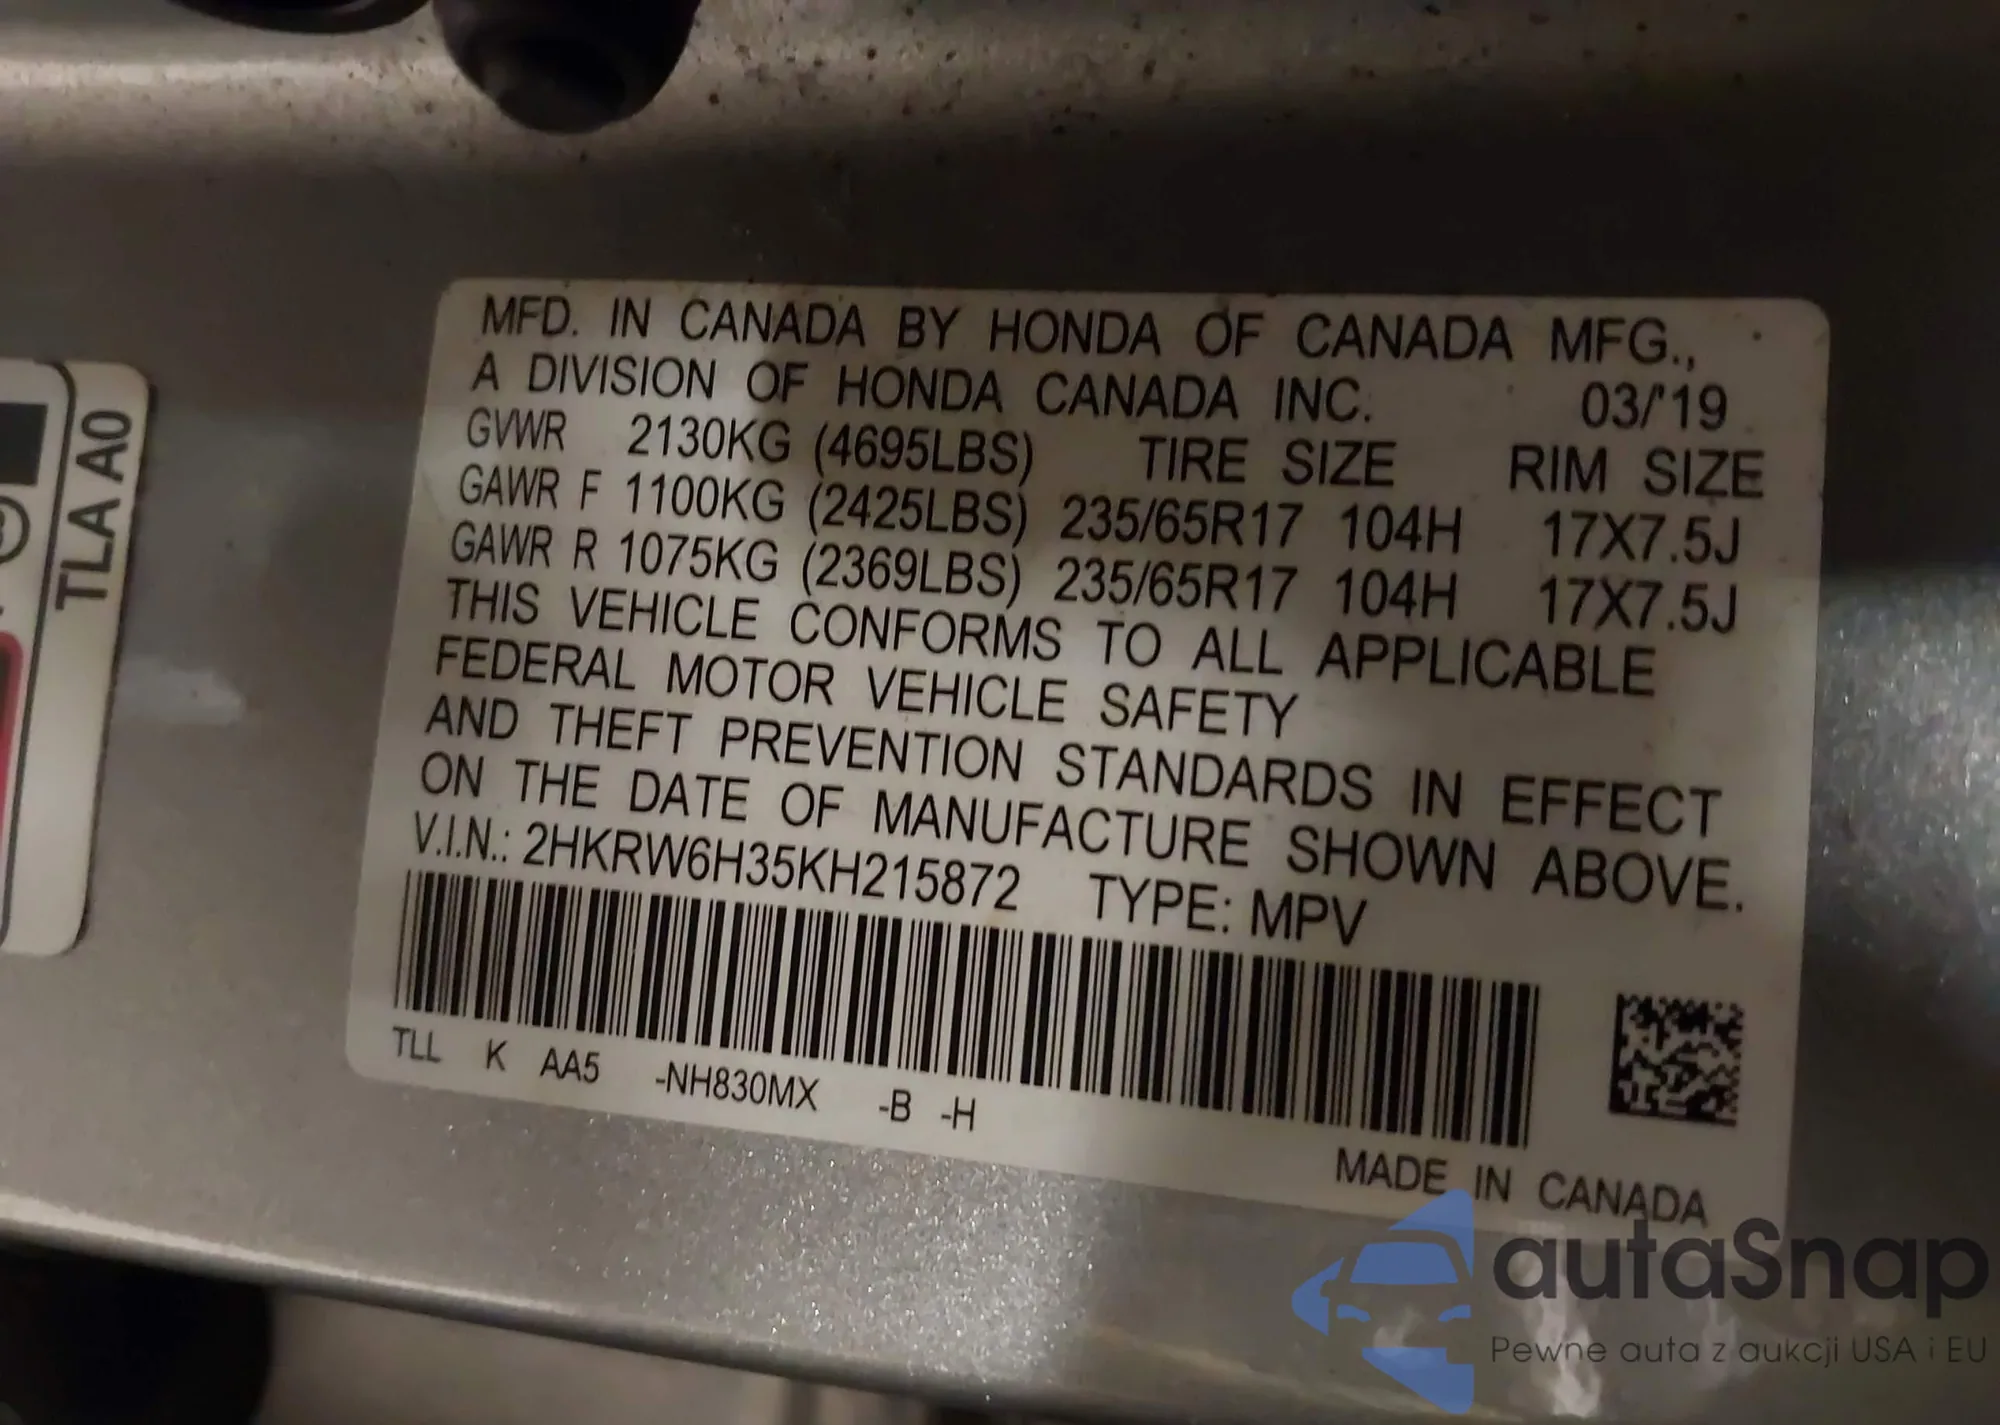 MFD. IN CANADA BY HONDA OF CANADA MFG.,
A DIVISION OF HONDA CANADA INC. 03/'19
GVWR 2130KG (4695LBS) TIRE SIZE RIM SIZE
GAWR F 1100KG (2425LBS) 235/65R17 104H 17X7.5J
GAWR R 1075KG (2369LBS) 235/65R17 104H 17X7.5J
THIS VEHICLE CONFORMS TO ALL APPLICABLE
FEDERAL MOTOR VEHICLE SAFETY
AND THEFT PREVENTION STANDARDS IN EFFECT
ON THE DATE OF MANUFACTURE SHOWN ABOVE.
V.I.N.: 2HKRW6H35KH215872 TYPE: MPV
TLL K AA5 -NH830MX -B -H
MADE IN CANADA
TLA A0
autaSnap
Pewne auta z aukcji USA i EU